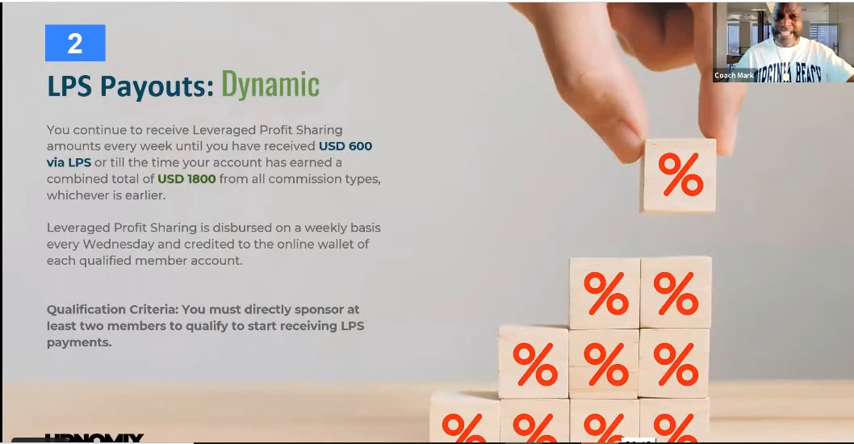 2
LPS Payouts: Dynamic
You continue to receive Leveraged Profit Sharing
amounts every week until you have received USD 600
via LPS or till the time your account has earned a
combined total of USD 1800 from all commission types,
whichever is earlier.
Leveraged Profit Sharing is disbursed on a weekly basis
every Wednesday and credited to the online wallet of
each qualified member account.
Qualification Criteria: You must directly sponsor at
least two members to qualify to start receiving LPS
payments.
Coach Mark
VIRGINIA BEACH
%
% %
% % %
% % % %